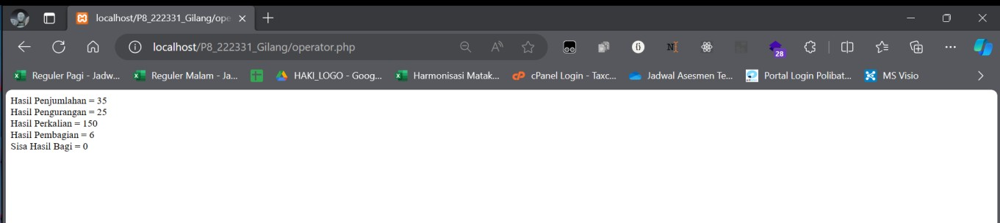 localhost/P8_222331_Gilang/ope
localhost/P8_222331_Gilang/operator.php
28
Reguler Pagi - Jadw...
Reguler Malam - Ja...
HAKI_LOGO - Goog...
Harmonisasi Matak...
cPanel Login - Taxc...
Jadwal Asesmen Te...
Portal Login Polibat...
MS Visio
Hasil Penjumlahan = 35
Hasil Pengurangan = 25
Hasil Perkalian = 150
Hasil Pembagian = 6
Sisa Hasil Bagi = 0